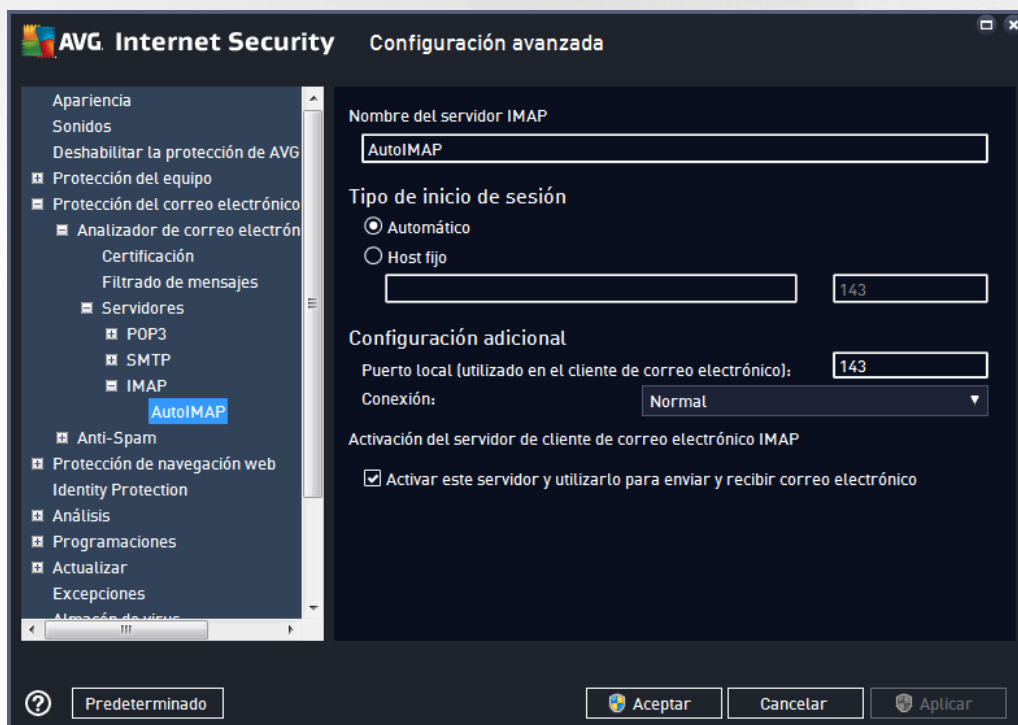 AVG. Internet Security
Configuración avanzada
Apariencia
Sonidos
Deshabilitar la protección de AVG
Protección del equipo
Protección del correo electrónico
Analizador de correo electrón
Certificación
Filtrado de mensajes
Servidores
POP3
SMTP
IMAP
AutoIMAP
Anti-Spam
Protección de navegación web
Identity Protection
Análisis
Programaciones
Actualizar
Excepciones
Almacén de virus
Nombre del servidor IMAP
AutoIMAP
Tipo de inicio de sesión
Automático
Host fijo
143
Configuración adicional
Puerto local (utilizado en el cliente de correo electrónico): 143
Conexión: Normal
Activación del servidor de cliente de correo electrónico IMAP
Activar este servidor y utilizarlo para enviar y recibir correo electrónico
? Predeterminado Aceptar Cancelar Aplicar